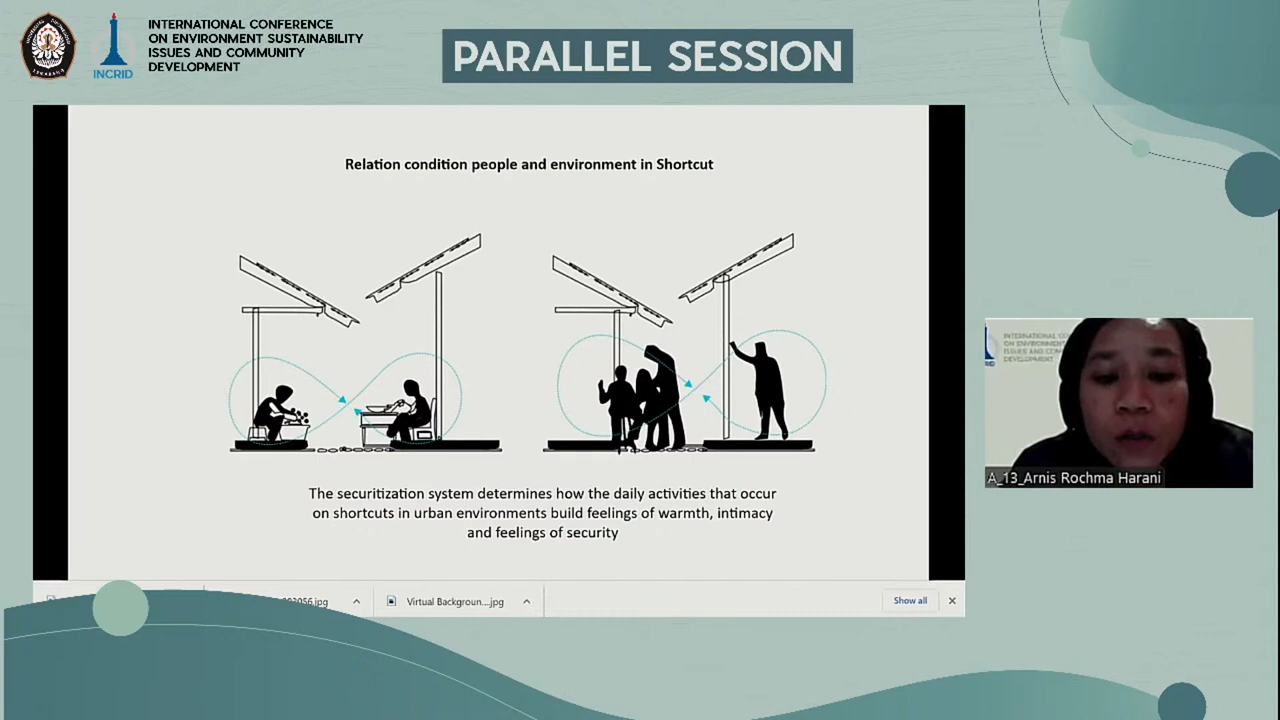 INTERNATIONAL CONFERENCE
ON ENVIRONMENT SUSTAINABILITY
ISSUES AND COMMUNITY
DEVELOPMENT
INCRID
PARALLEL SESSION
Relation condition people and environment in Shortcut
The securitization system determines how the daily activities that occur
on shortcuts in urban environments build feelings of warmth, intimacy
and feelings of security
A_13_Arnis Rochma Harani
Virtual Backgroun....jpg
Show all